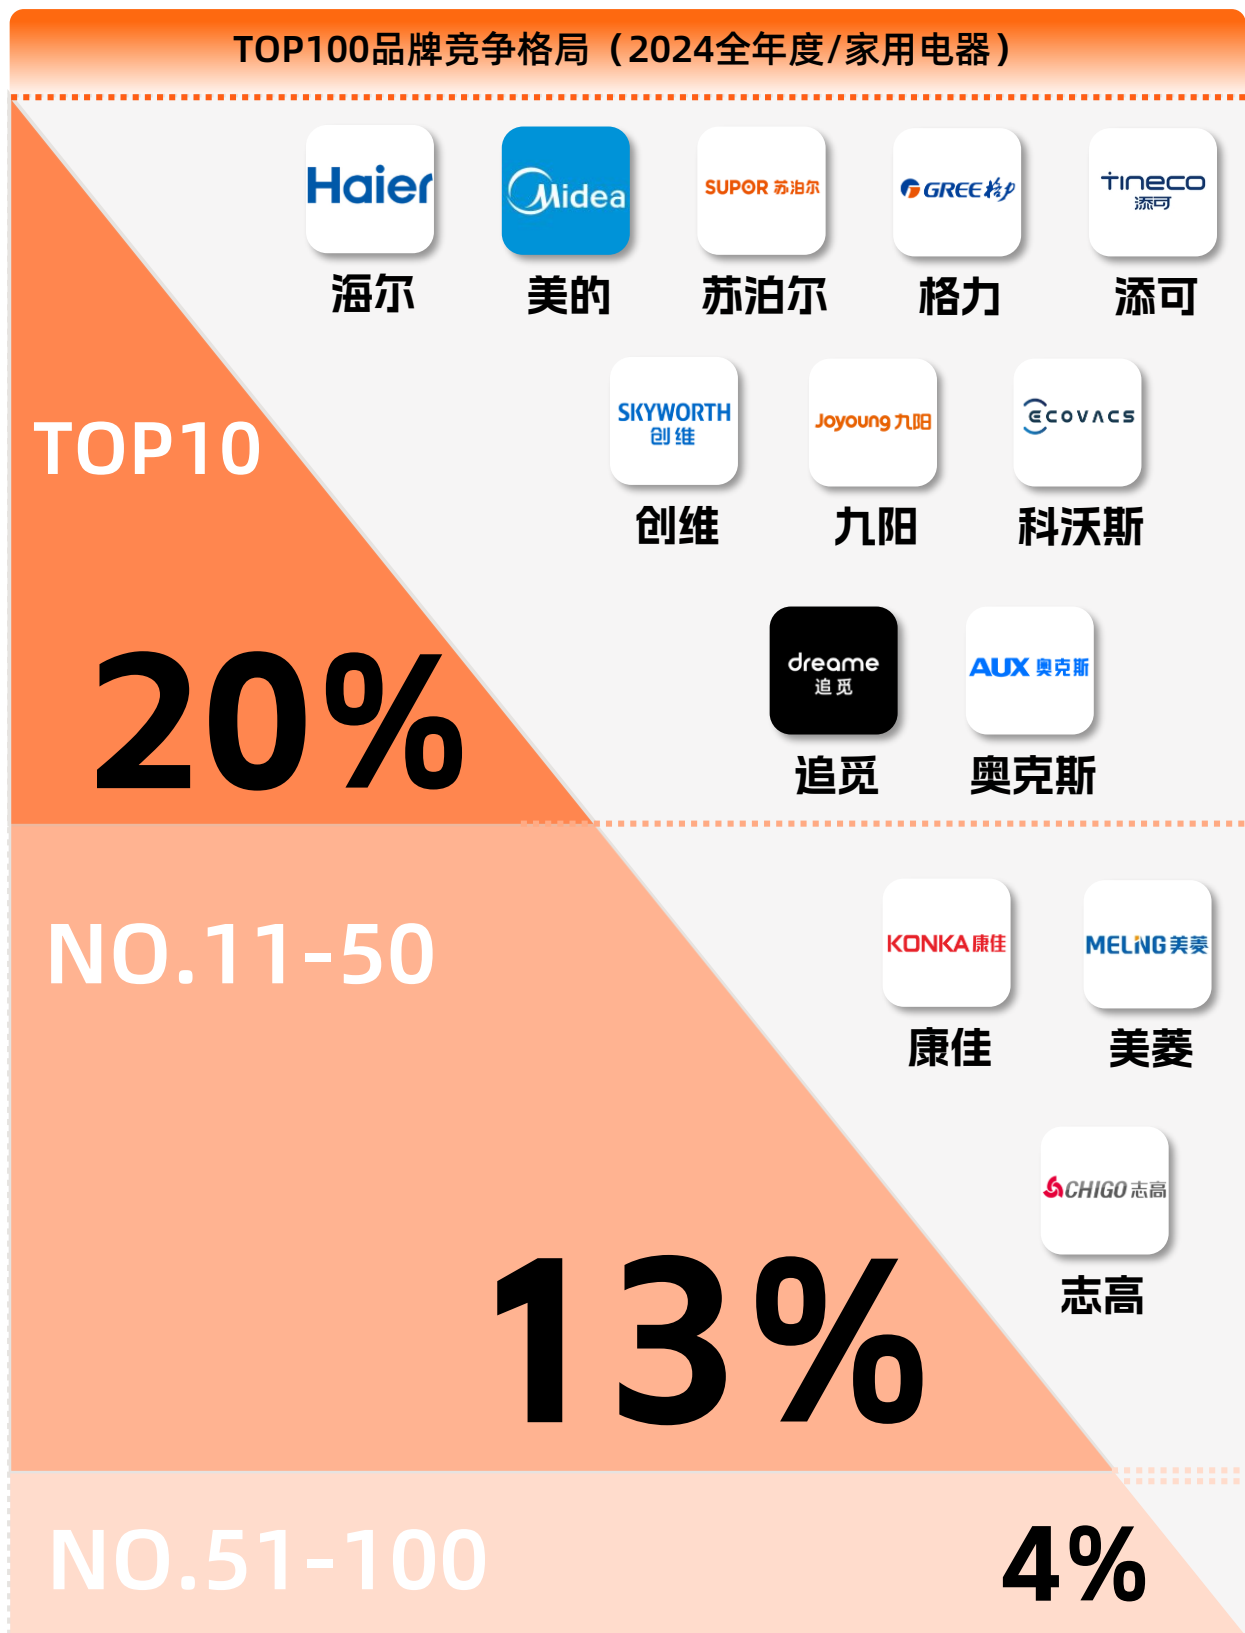 TOP100品牌竞争格局（2024全年度/家用电器）
Haier
Midea
SUPOR 苏泊尔
GREE 格力
TINECO
添可
海尔
美的
苏泊尔
格力
添可
SKYWORTH
创维
Joyoung 九阳
ECOVACS
创维
九阳
科沃斯
TOP10
dreame
追觅
AUX 奥克斯
追觅
奥克斯
20%
KONKA 康佳
MELING 美菱
NO.11-50
康佳
美菱
CHIGO 志高
志高
13%
NO.51-100
4%